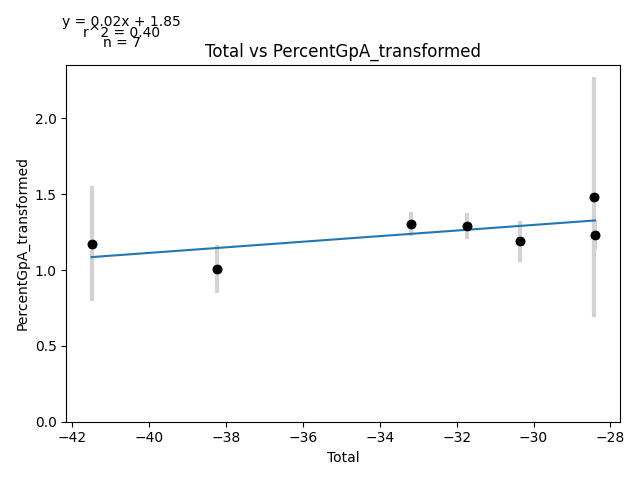 y = 0.02x + 1.85
r^2 = 0.40
n = 7
Total vs PercentGpA_transformed
2.0
1.5
1.0
0.5
0.0
PercentGpA_transformed
−42
−40
−38
−36
−34
−32
−30
−28
Total